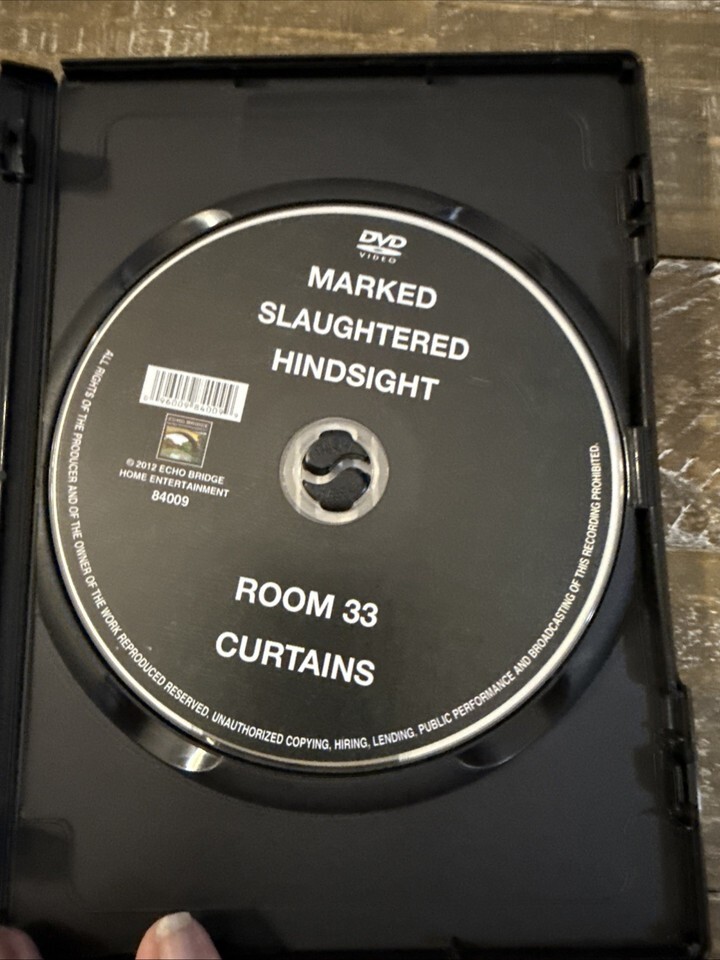 DVD
VIDEO
MARKED
SLAUGHTERED
HINDSIGHT
ECHO BRIDGE
© 2012 ECHO BRIDGE
HOME ENTERTAINMENT
84009
ROOM 33
CURTAINS
ALL RIGHTS OF THE PRODUCER AND OF THE OWNER OF THE WORK REPRODUCED RESERVED. UNAUTHORIZED COPYING, HIRING, LENDING, PUBLIC PERFORMANCE AND BROADCASTING OF THIS RECORDING PROHIBITED.